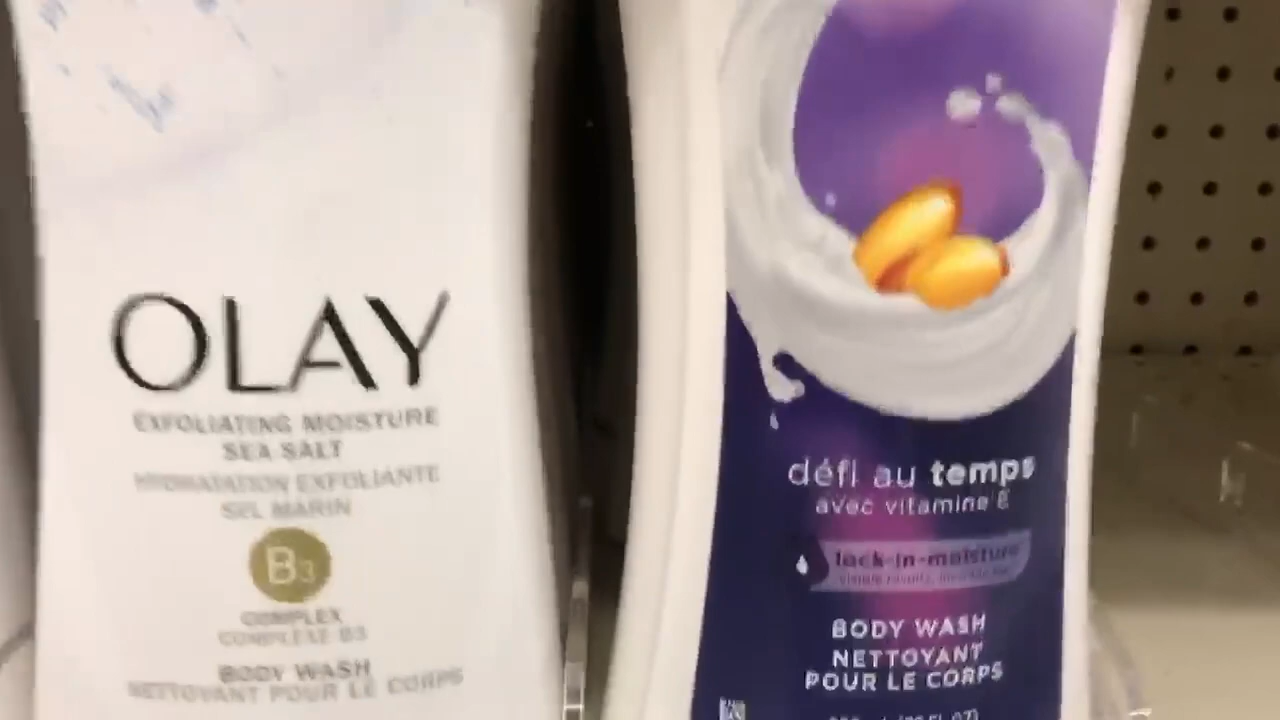 OLAY
EXFOLIATING MOISTURE
SEA SALT
HYDRATATION EXFOLIANTE
SEL MARIN
B3
COMPLEX
COMPLEXE B3
BODY WASH
NETTOYANT POUR LE CORPS
défi au temps
avec vitamine E
lock-in-moisture
BODY WASH
NETTOYANT
POUR LE CORPS